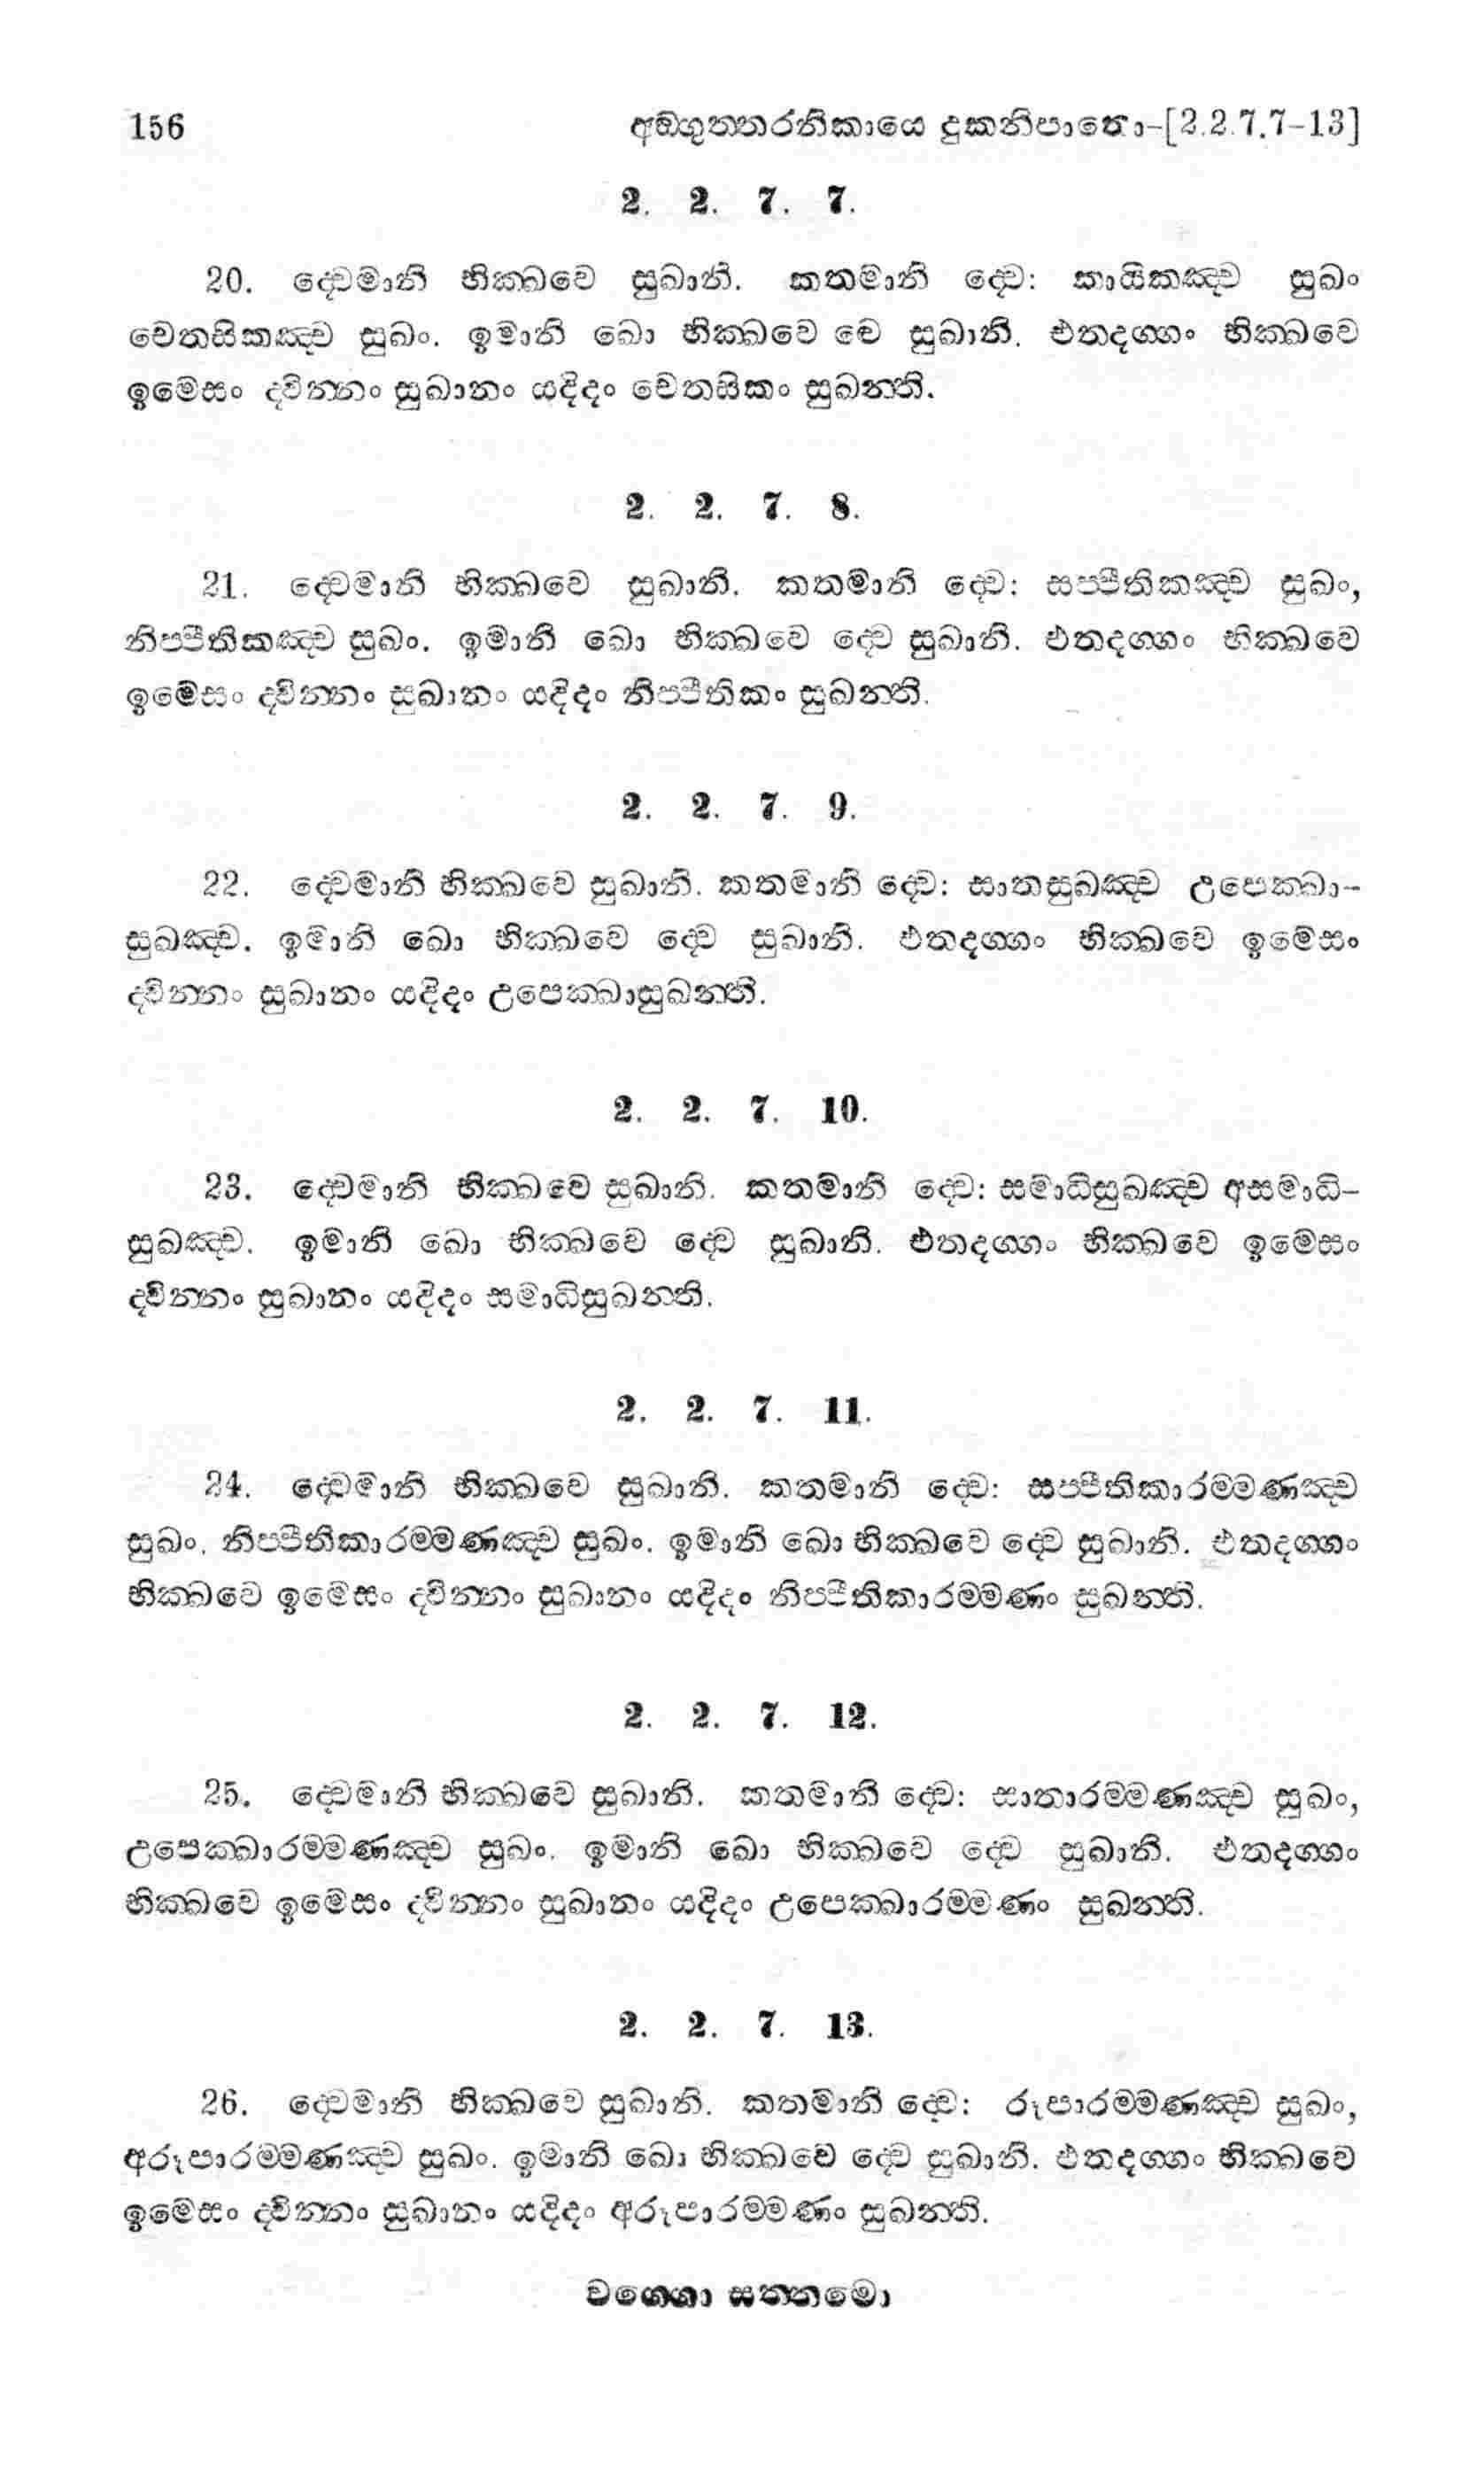 156 අඞ්ගුත්තරනිකායෙ දුකනිපාතො-[2.2.7.7-13]
2. 2. 7. 7.
20. ද්වෙමානි භික්ඛවෙ සුඛානි. කතමානි ද්වෙ: කායිකඤ්ච සුඛං
චෙතසිකඤ්ච සුඛං. ඉමානි ඛො භික්ඛවෙ ද්වෙ සුඛානි. එතදග්ගං භික්ඛවෙ
ඉමෙසං ද්වින්නං සුඛානං යදිදං චෙතසිකං සුඛන්ති.
2. 2. 7. 8.
21. ද්වෙමානි භික්ඛවෙ සුඛානි. කතමානි ද්වෙ: සප්පීතිකඤ්ච සුඛං,
නිප්පීතිකඤ්ච සුඛං. ඉමානි ඛො භික්ඛවෙ ද්වෙ සුඛානි. එතදග්ගං භික්ඛවෙ
ඉමෙසං ද්වින්නං සුඛානං යදිදං නිප්පීතිකං සුඛන්ති.
2. 2. 7. 9.
22. ද්වෙමානි භික්ඛවෙ සුඛානි. කතමානි ද්වෙ: සාතසුඛඤ්ච උපෙක්ඛා-
සුඛඤ්ච. ඉමානි ඛො භික්ඛවෙ ද්වෙ සුඛානි. එතදග්ගං භික්ඛවෙ ඉමෙසං
ද්වින්නං සුඛානං යදිදං උපෙක්ඛාසුඛන්ති.
2. 2. 7. 10.
23. ද්වෙමානි භික්ඛවෙ සුඛානි. කතමානි ද්වෙ: සමාධිසුඛඤ්ච අසමාධි-
සුඛඤ්ච. ඉමානි ඛො භික්ඛවෙ ද්වෙ සුඛානි. එතදග්ගං භික්ඛවෙ ඉමෙසං
ද්වින්නං සුඛානං යදිදං සමාධිසුඛන්ති.
2. 2. 7. 11.
24. ද්වෙමානි භික්ඛවෙ සුඛානි. කතමානි ද්වෙ: සප්පීතිකාරම්මණඤ්ච
සුඛං, නිප්පීතිකාරම්මණඤ්ච සුඛං. ඉමානි ඛො භික්ඛවෙ ද්වෙ සුඛානි. එතදග්ගං
භික්ඛවෙ ඉමෙසං ද්වින්නං සුඛානං යදිදං නිප්පීතිකාරම්මණං සුඛන්ති.
2. 2. 7. 12.
25. ද්වෙමානි භික්ඛවෙ සුඛානි. කතමානි ද්වෙ: සාතාරම්මණඤ්ච සුඛං,
උපෙක්ඛාරම්මණඤ්ච සුඛං. ඉමානි ඛො භික්ඛවෙ ද්වෙ සුඛානි. එතදග්ගං
භික්ඛවෙ ඉමෙසං ද්වින්නං සුඛානං යදිදං උපෙක්ඛාරම්මණං සුඛන්ති.
2. 2. 7. 13.
26. ද්වෙමානි භික්ඛවෙ සුඛානි. කතමානි ද්වෙ: රූපාරම්මණඤ්ච සුඛං,
අරූපාරම්මණඤ්ච සුඛං. ඉමානි ඛො භික්ඛවෙ ද්වෙ සුඛානි. එතදග්ගං භික්ඛවෙ
ඉමෙසං ද්වින්නං සුඛානං යදිදං අරූපාරම්මණං සුඛන්ති.
වග්ගො සත්තමො